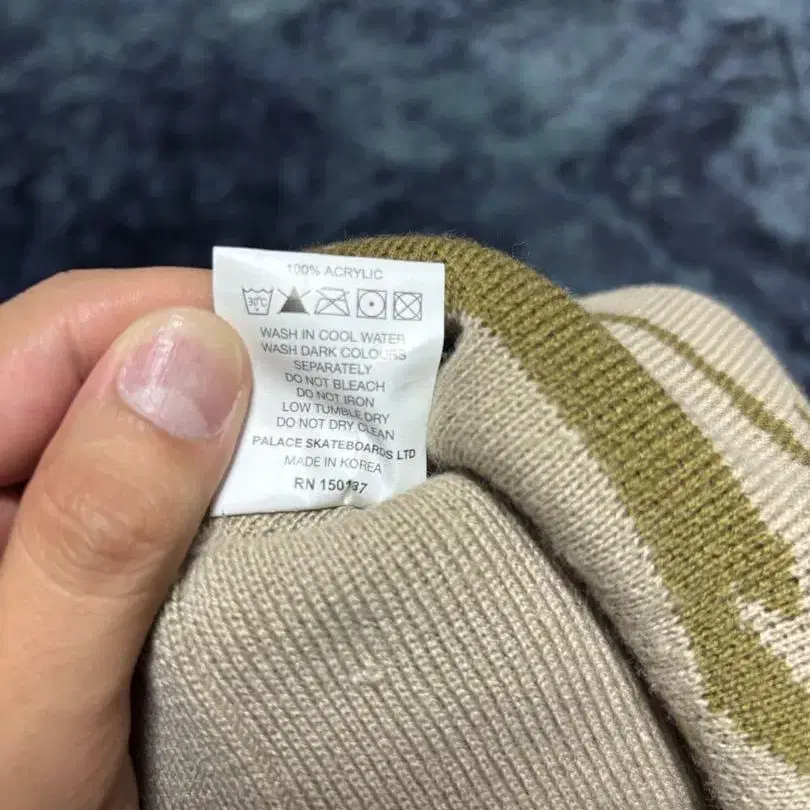 100% ACRYLIC
30°C
WASH IN COOL WATER
WASH DARK COLOURS
SEPARATELY
DO NOT BLEACH
DO NOT IRON
LOW TUMBLE DRY
DO NOT DRY CLEAN
PALACE SKATEBOARDS LTD
MADE IN KOREA
RN 150137